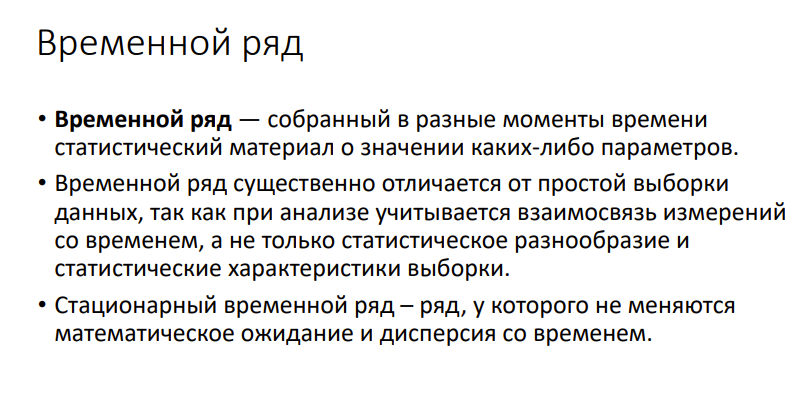 Временной ряд
• Временной ряд — собранный в разные моменты времени
статистический материал о значении каких-либо параметров.
• Временной ряд существенно отличается от простой выборки
данных, так как при анализе учитывается взаимосвязь измерений
со временем, а не только статистическое разнообразие и
статистические характеристики выборки.
• Стационарный временной ряд – ряд, у которого не меняются
математическое ожидание и дисперсия со временем.